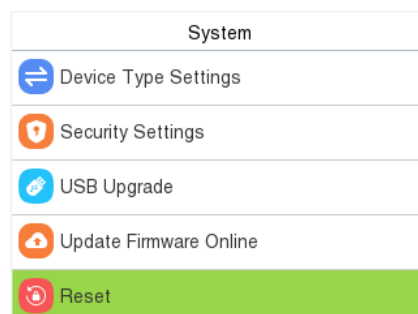 System
Device Type Settings
Security Settings
USB Upgrade
Update Firmware Online
Reset